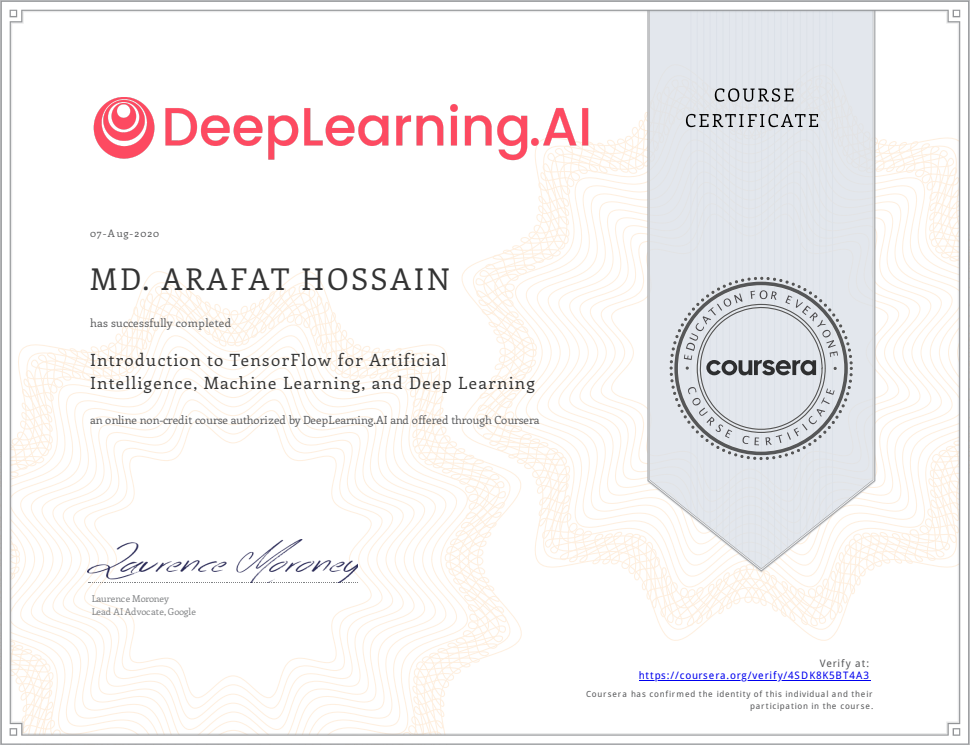 DeepLearning.AI
COURSE
CERTIFICATE
07-Aug-2020
MD. ARAFAT HOSSAIN
has successfully completed
Introduction to TensorFlow for Artificial
Intelligence, Machine Learning, and Deep Learning
an online non-credit course authorized by DeepLearning.AI and offered through Coursera
EDUCATION FOR EVERYONE
coursera
COURSE CERTIFICATE
Laurence Moroney
Laurence Moroney
Lead AI Advocate, Google
Verify at:
https://coursera.org/verify/4SDK8K5BT4A3
Coursera has confirmed the identity of this individual and their
participation in the course.